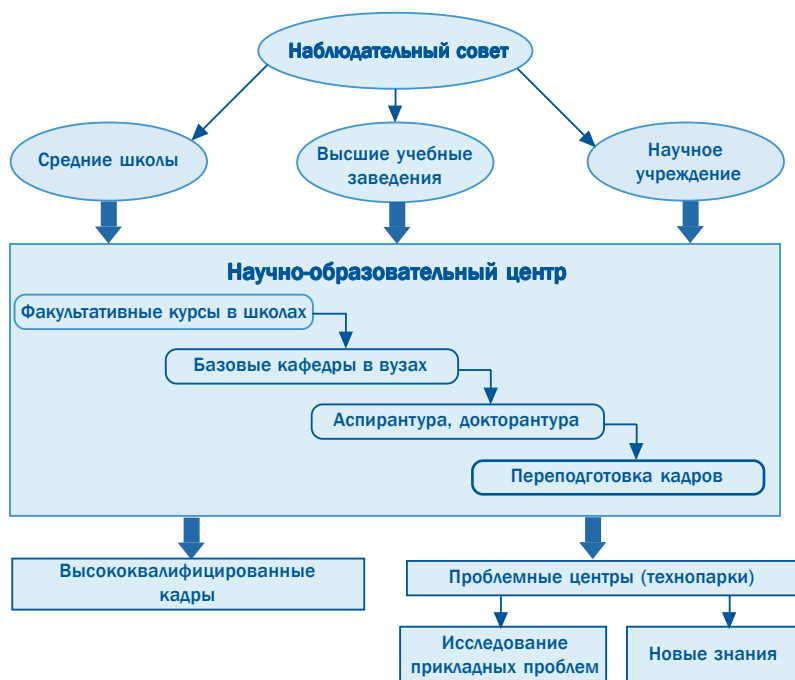 Наблюдательный совет
Средние школы
Высшие учебные
заведения
Научное
учреждение
Научно-образовательный центр
Факультативные курсы в школах
Базовые кафедры в вузах
Аспирантура, докторантура
Переподготовка кадров
Высококвалифицированные
кадры
Проблемные центры (технопарки)
Исследование
прикладных проблем
Новые знания